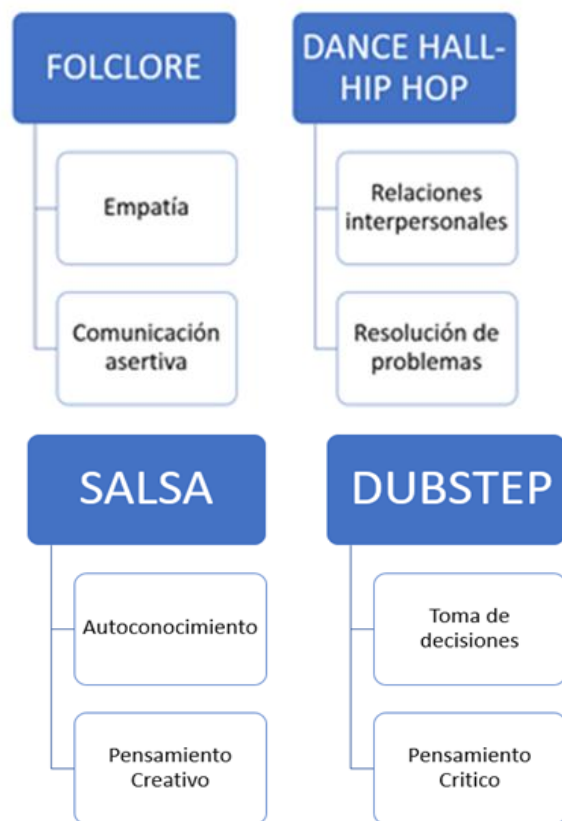 FOLCLORE
Empatía
Comunicación
asertiva
DANCE HALL-
HIP HOP
Relaciones
interpersonales
Resolución de
problemas
SALSA
Autoconocimiento
Pensamiento
Creativo
DUBSTEP
Toma de
decisiones
Pensamiento
Critico